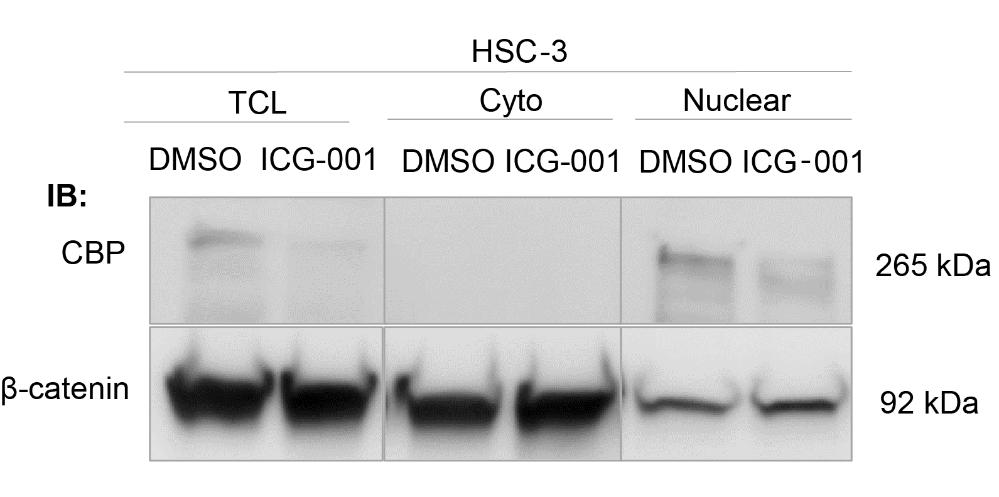 HSC-3
TCL Cyto Nuclear
DMSO ICG-001 DMSO ICG-001 DMSO ICG-001
IB:
CBP 265 kDa
β-catenin 92 kDa